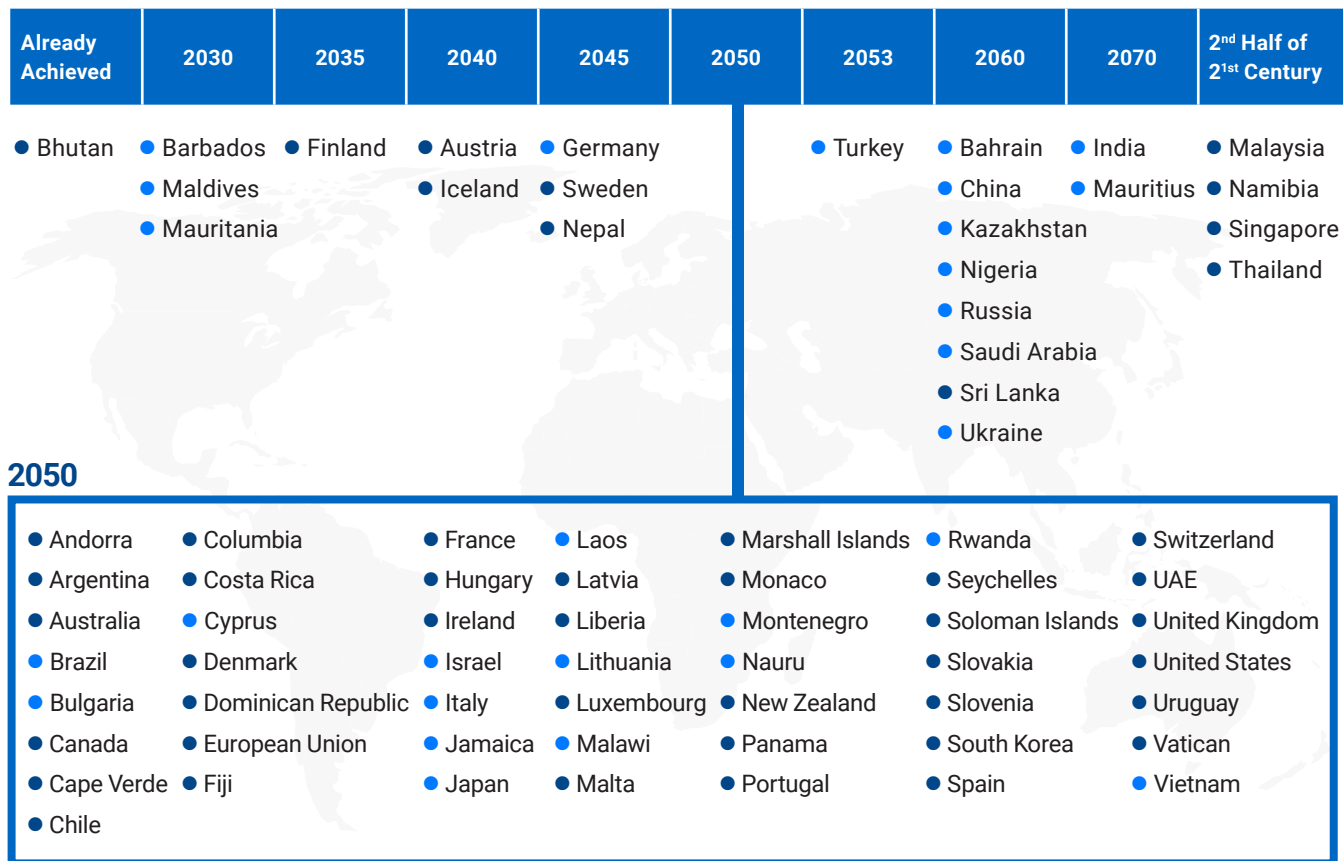 Already Achieved
2030
2035
2040
2045
2050
2053
2060
2070
2nd Half of 21st Century
Bhutan
Barbados
Maldives
Mauritania
Finland
Austria
Iceland
Germany
Sweden
Nepal
Turkey
Bahrain
China
Kazakhstan
Nigeria
Russia
Saudi Arabia
Sri Lanka
Ukraine
India
Mauritius
Malaysia
Namibia
Singapore
Thailand
2050
Andorra
Argentina
Australia
Brazil
Bulgaria
Canada
Cape Verde
Chile
Columbia
Costa Rica
Cyprus
Denmark
Dominican Republic
European Union
Fiji
France
Hungary
Ireland
Israel
Italy
Jamaica
Japan
Laos
Latvia
Liberia
Lithuania
Luxembourg
Malawi
Malta
Marshall Islands
Monaco
Montenegro
Nauru
New Zealand
Panama
Portugal
Rwanda
Seychelles
Soloman Islands
Slovakia
Slovenia
South Korea
Spain
Switzerland
UAE
United Kingdom
United States
Uruguay
Vatican
Vietnam